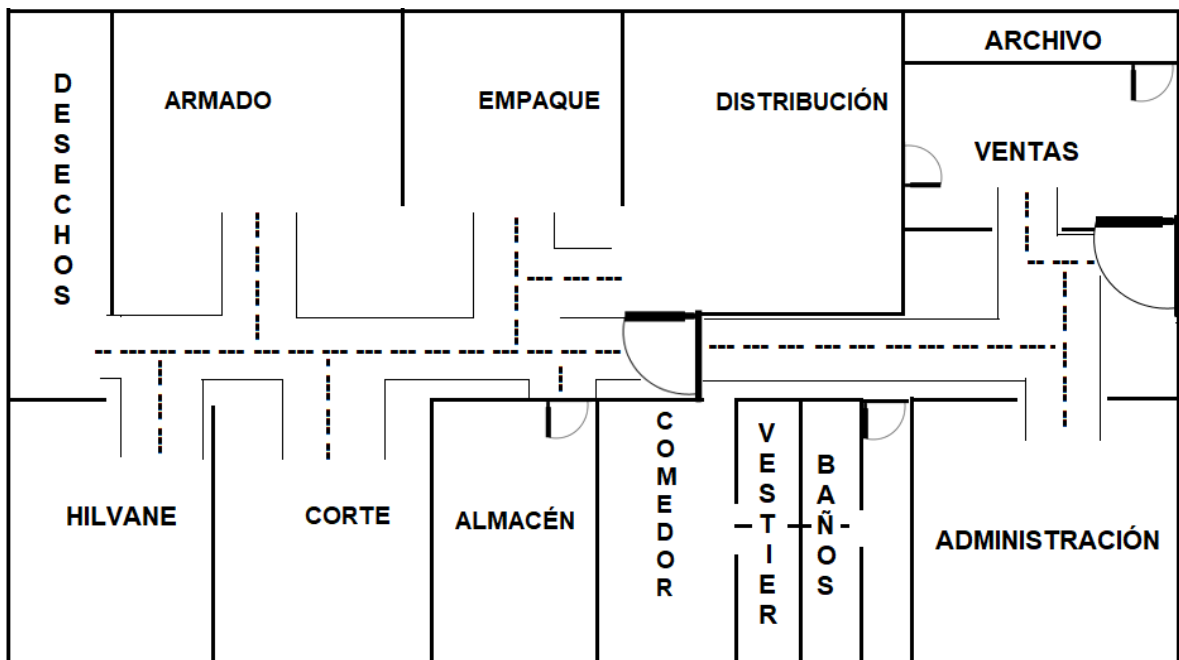 DESECHOS
ARMADO
EMPAQUE
DISTRIBUCIÓN
ARCHIVO
VENTAS
HILVANE
CORTE
ALMACÉN
COMEDOR
VESTIER
BAÑOS
ADMINISTRACIÓN